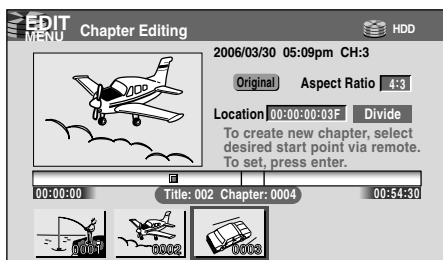 EDIT
MENU
Chapter Editing
HDD
2006/03/30 05:09pm CH:3
Original
Aspect Ratio 4:3
Location 00:00:00:03F Divide
To create new chapter, select
desired start point via remote.
To set, press enter.
00:00:00
Title: 002 Chapter: 0004
00:54:30
0001
0002
0003